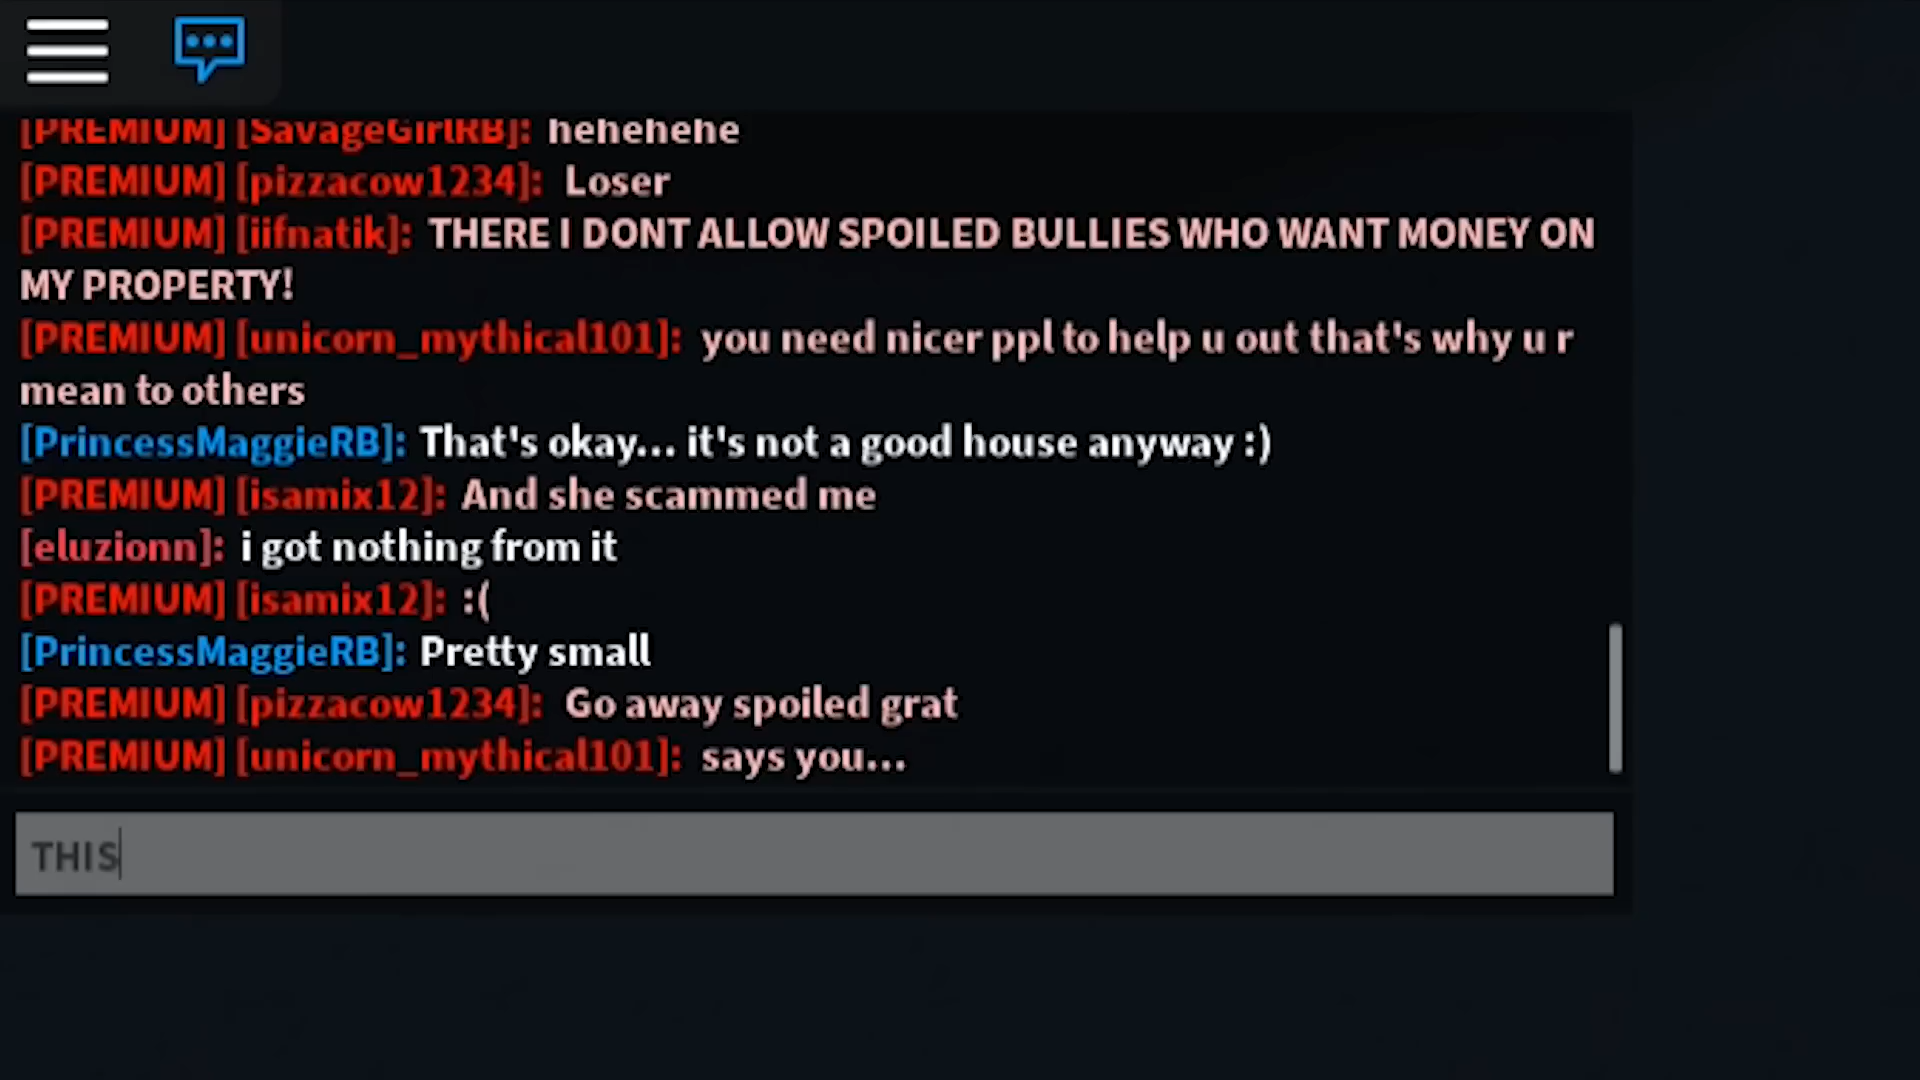 [PREMIUM] [SavageGirlRB]: hehehehe
[PREMIUM] [pizzacow1234]: Loser
[PREMIUM] [iifnatik]: THERE I DONT ALLOW SPOILED BULLIES WHO WANT MONEY ON
MY PROPERTY!
[PREMIUM] [unicorn_mythical101]: you need nicer ppl to help u out that's why u r
mean to others
[PrincessMaggieRB]: That's okay... it's not a good house anyway :)
[PREMIUM] [isamix12]: And she scammed me
[eluzionn]: i got nothing from it
[PREMIUM] [isamix12]: :(
[PrincessMaggieRB]: Pretty small
[PREMIUM] [pizzacow1234]: Go away spoiled grat
[PREMIUM] [unicorn_mythical101]: says you...
THIS